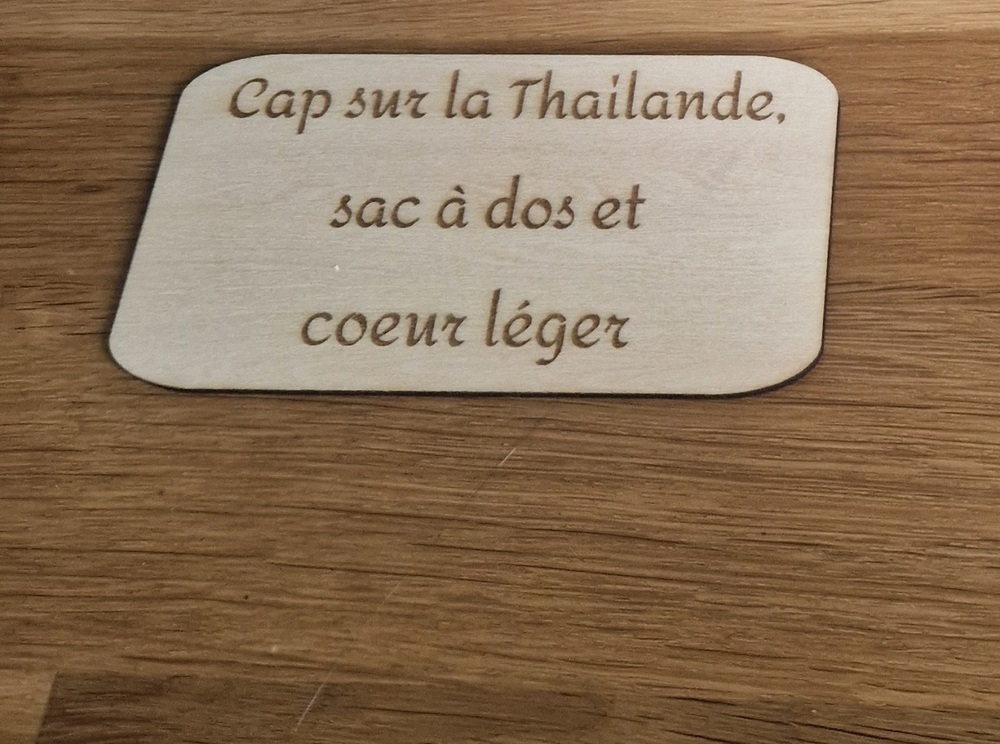 Cap sur la Thailande,
sac à dos et
coeur léger